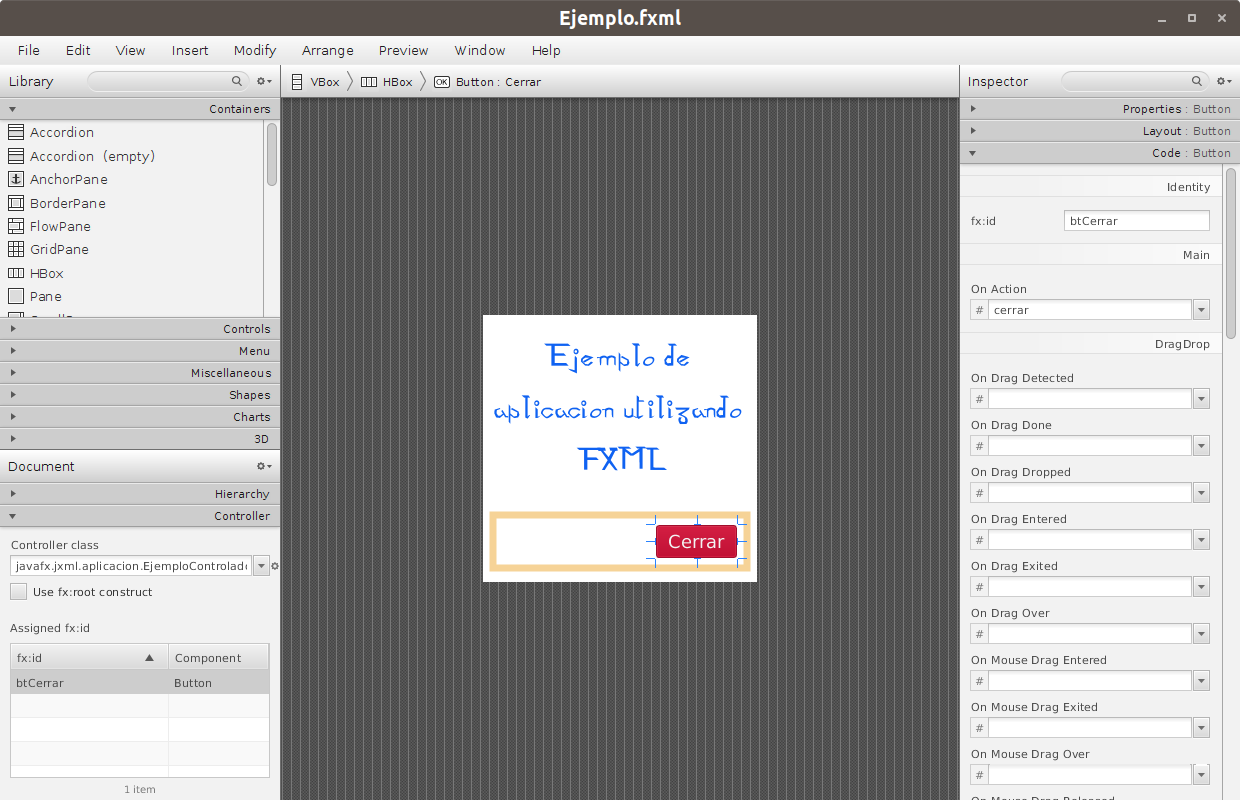 Ejemplo.fxml
File Edit View Insert Modify Arrange Preview Window Help
Library
VBox HBox OK Button : Cerrar
Inspector
Containers
Accordion
Accordion (empty)
AnchorPane
BorderPane
FlowPane
GridPane
HBox
Pane
Controls
Menu
Miscellaneous
Shapes
Charts
3D
Document
Hierarchy
Controller
Controller class
javafx.jxml.aplicacion.EjemploControlad
Use fx:root construct
Assigned fx:id
fx:id Component
btCerrar Button
1 item
Ejemplo de
aplicacion utilizando
FXML
Cerrar
Properties : Button
Layout : Button
Code : Button
Identity
fx:id btCerrar
Main
On Action
# cerrar
DragDrop
On Drag Detected
#
On Drag Done
#
On Drag Dropped
#
On Drag Entered
#
On Drag Exited
#
On Drag Over
#
On Mouse Drag Entered
#
On Mouse Drag Exited
#
On Mouse Drag Over
#
On Mouse Drag Released